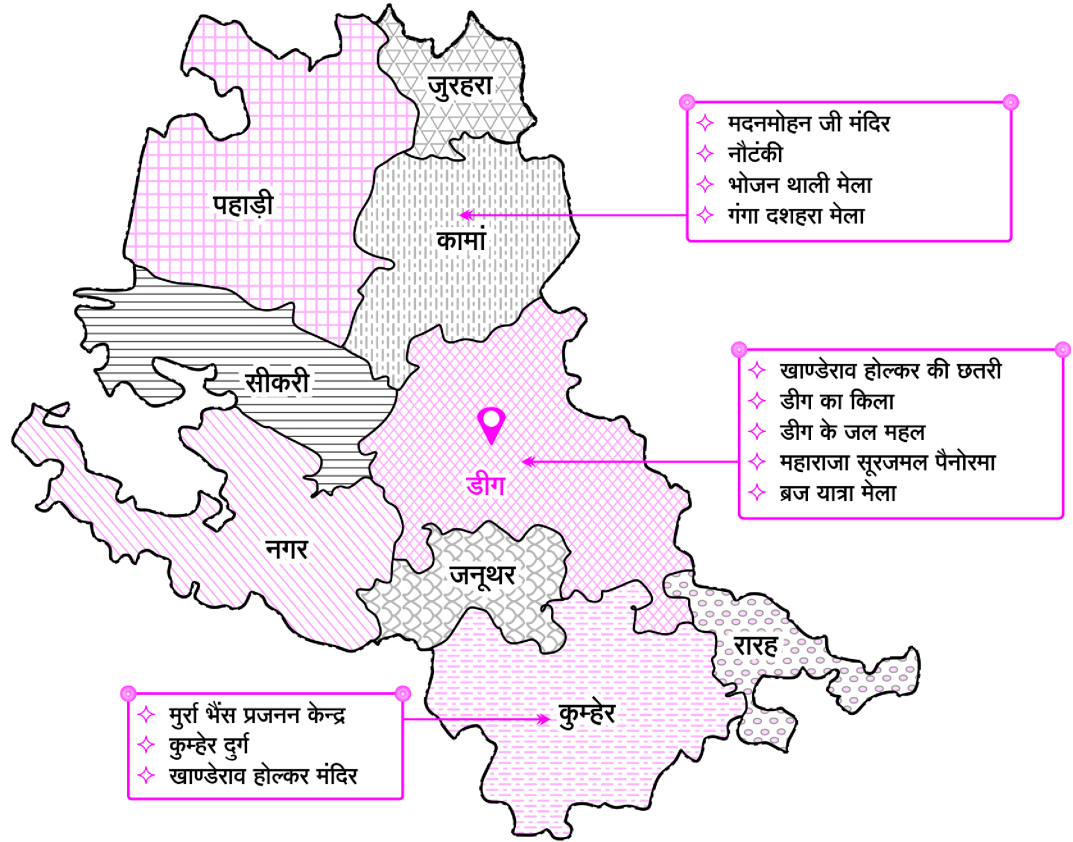 जुरहरा
पहाड़ी
कामां
मदनमोहन जी मंदिर
नौटंकी
भोजन थाली मेला
गंगा दशहरा मेला
सीकरी
डीग
खाण्डेराव होल्कर की छतरी
डीग का किला
डीग के जल महल
महाराजा सूरजमल पैनोरमा
ब्रज यात्रा मेला
नगर
जनूथर
रारह
कुम्हेर
मुर्रा भैंस प्रजनन केन्द्र
कुम्हेर दुर्ग
खाण्डेराव होल्कर मंदिर